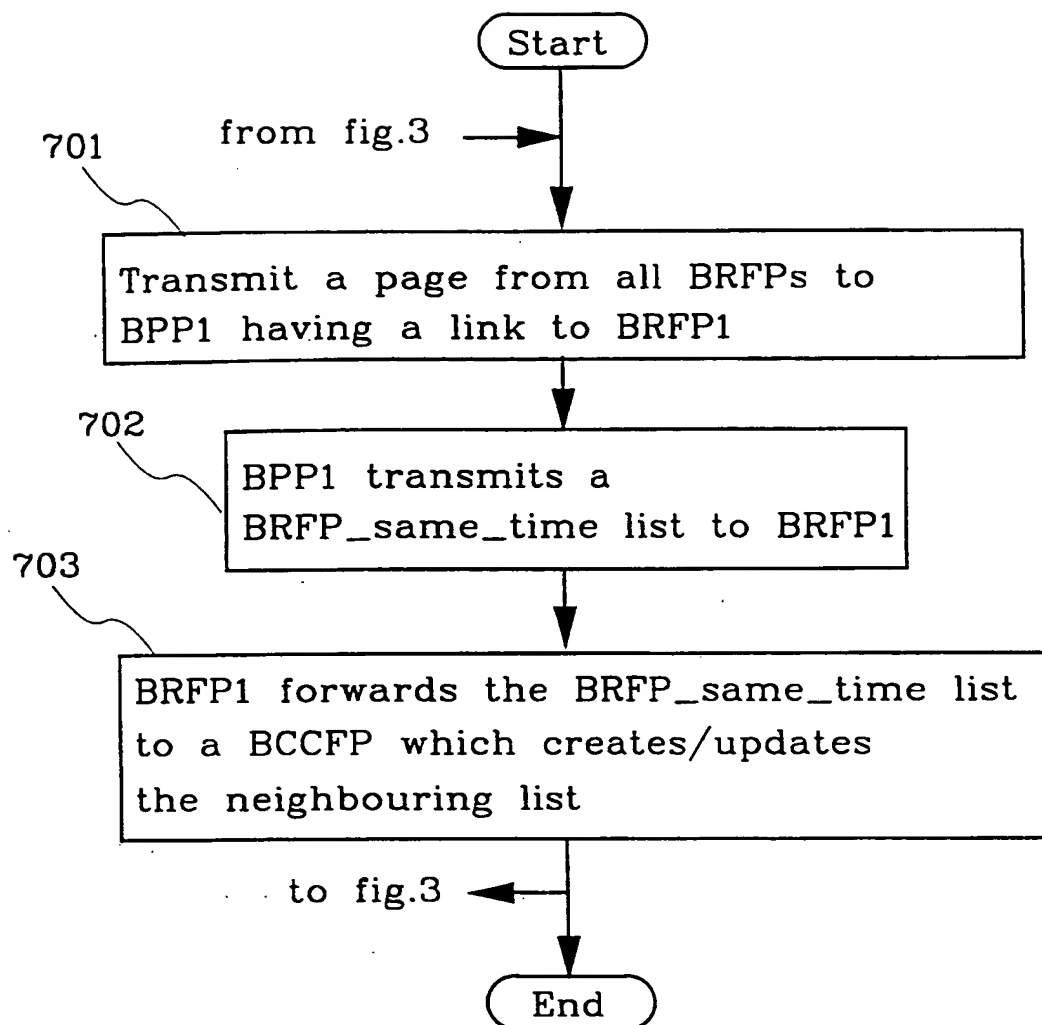 Start
from fig.3
701
Transmit a page from all BRFPs to
BPP1 having a link to BRFP1
702
BPP1 transmits a
BRFP_same_time list to BRFP1
703
BRFP1 forwards the BRFP_same_time list
to a BCCFP which creates/updates
the neighbouring list
to fig.3
End